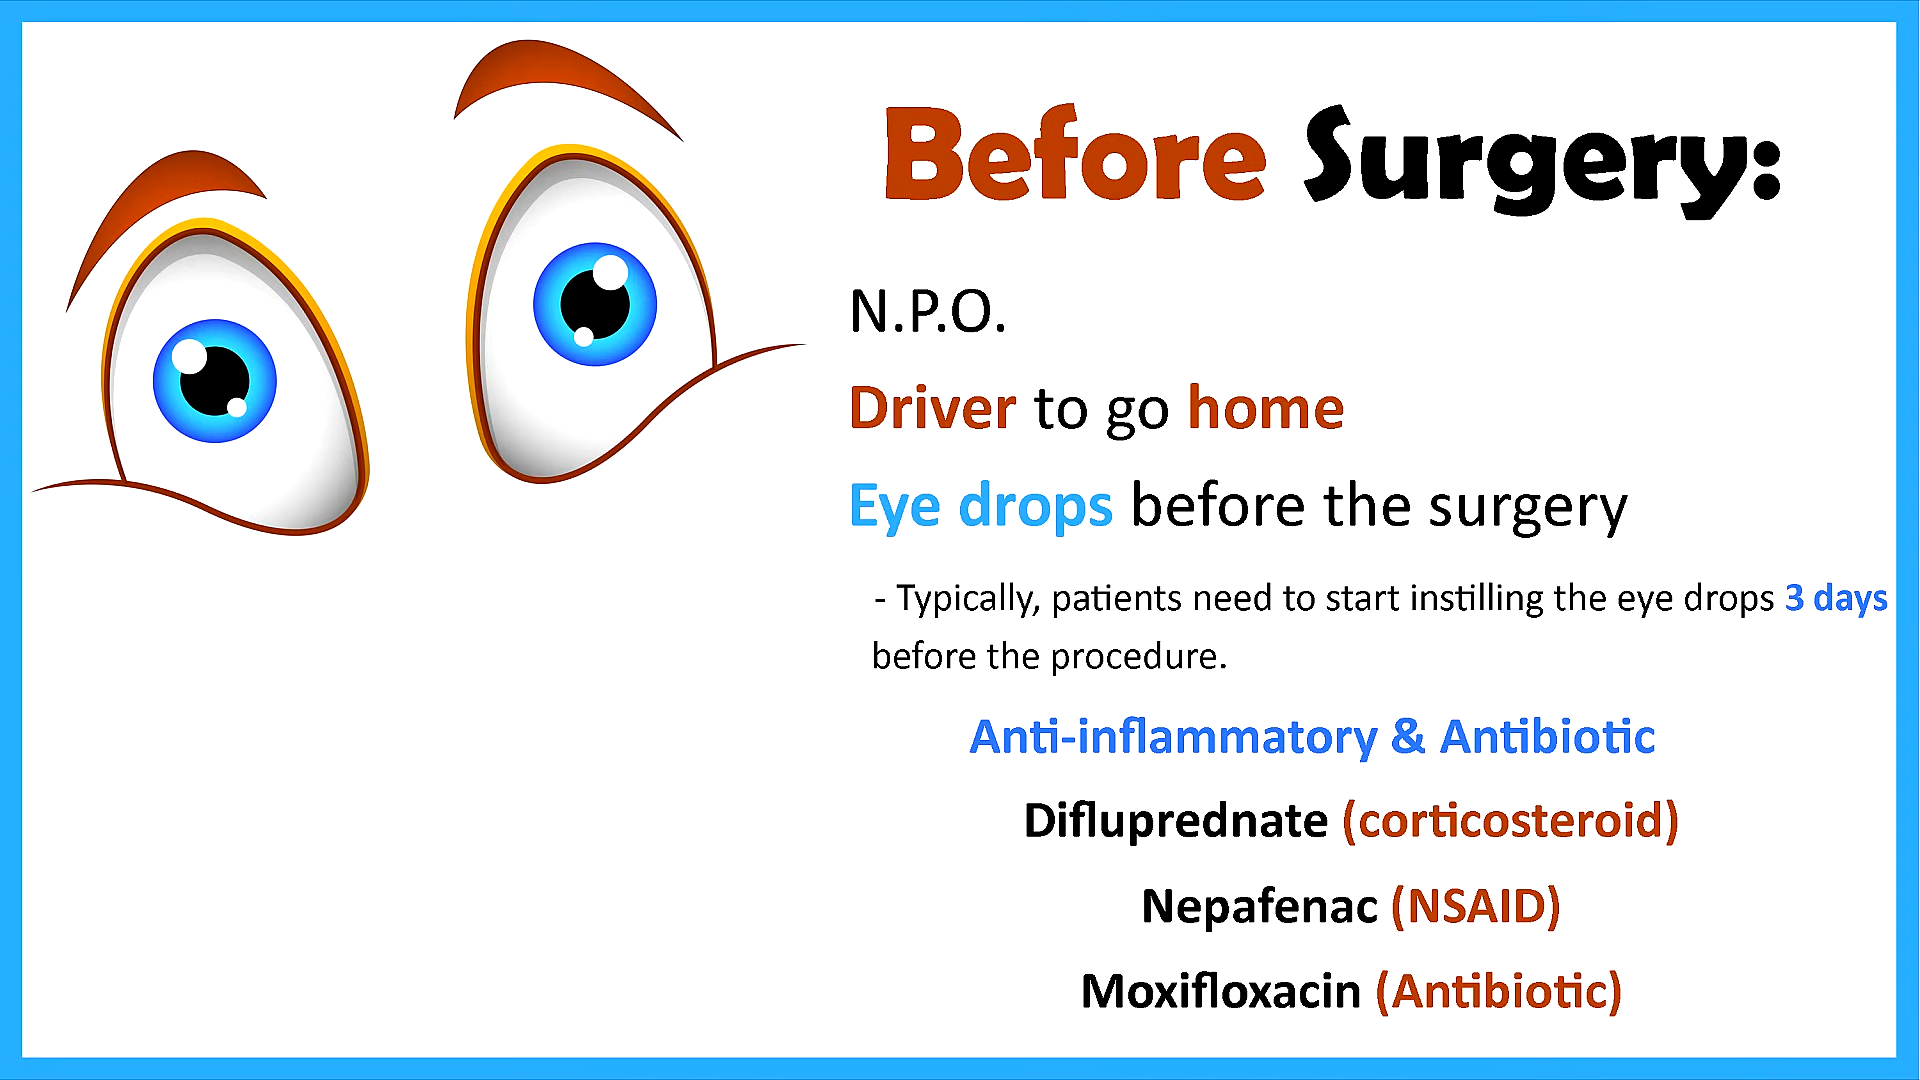 Before Surgery:
N.P.O.
Driver to go home
Eye drops before the surgery
- Typically, patients need to start instilling the eye drops 3 days
before the procedure.
Anti-inflammatory & Antibiotic
Difluprednate (corticosteroid)
Nepafenac (NSAID)
Moxifloxacin (Antibiotic)